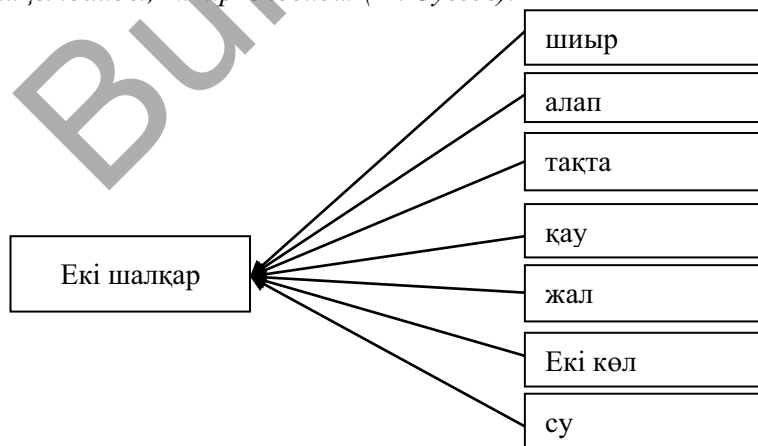 шиыр
алап
тақта
қау
Екі шалқар
жал
Екі көл
су